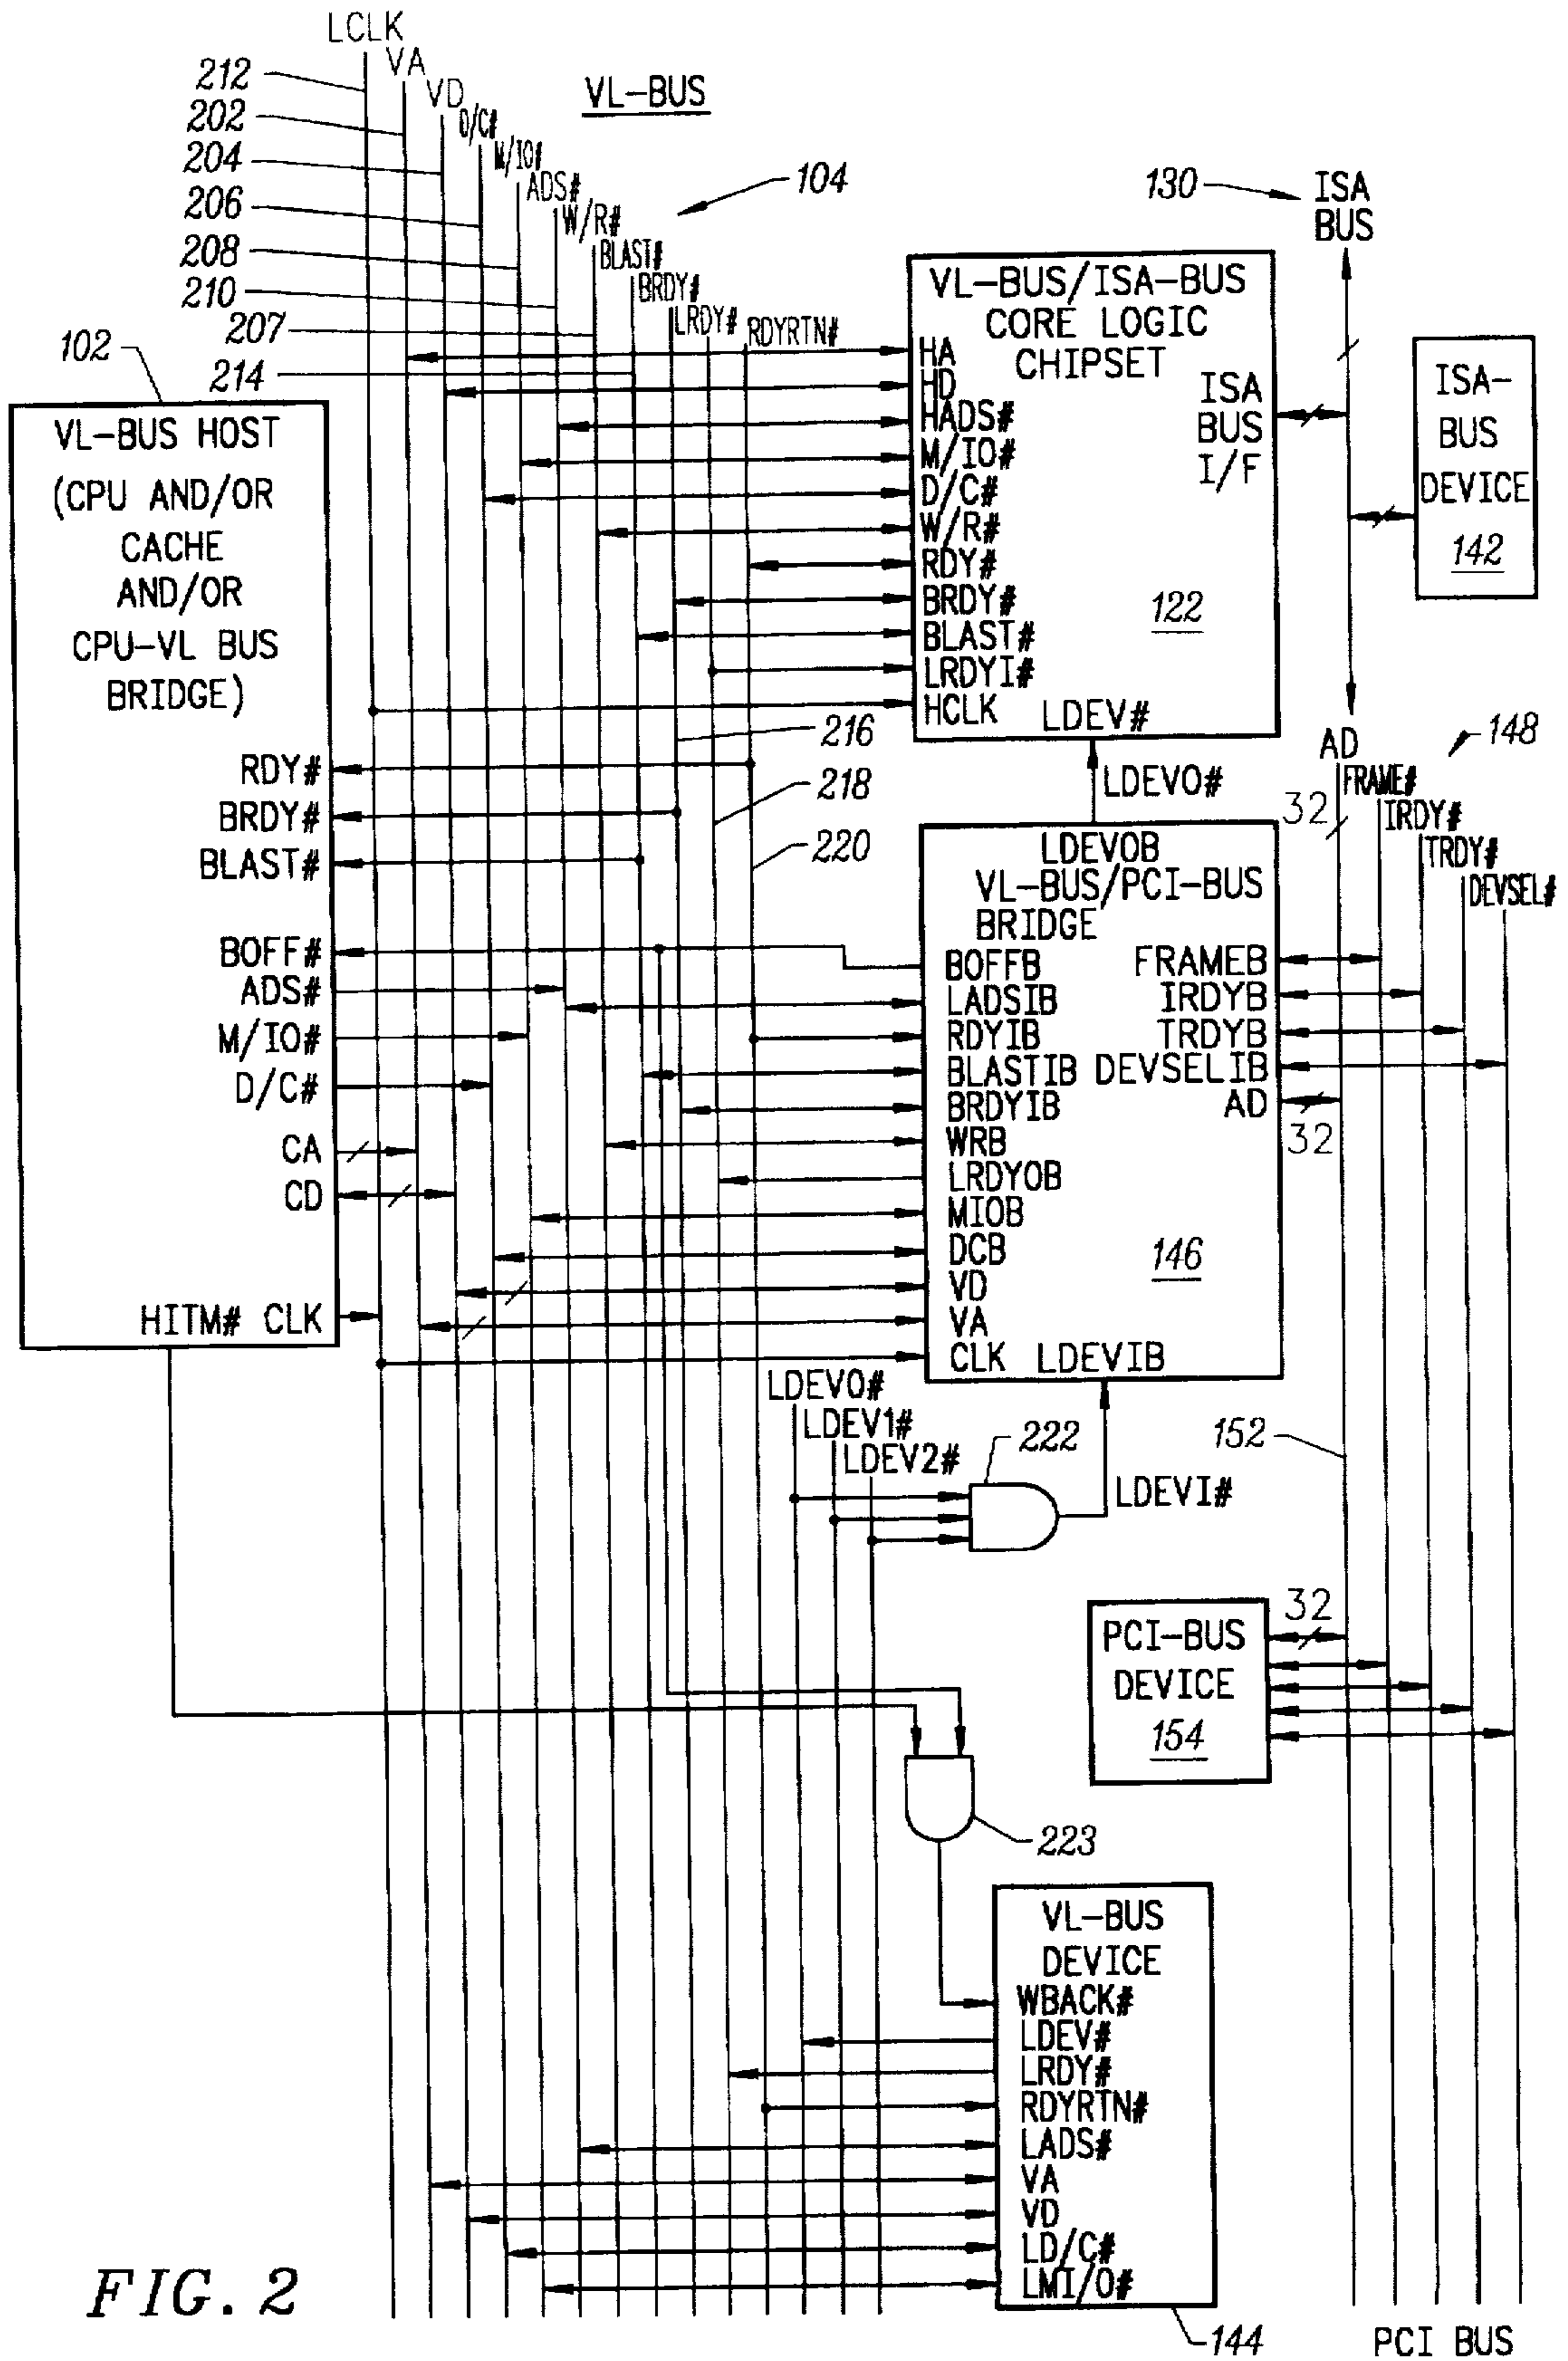 LCLK
VA
VD
D/C#
M/IO#
ADS#
W/R#
BLAST#
BRDY#
LRDY#
RDYRTN#
VL-BUS
212
202
204
206
208
210
207
214
104
130
ISA
BUS
102
VL-BUS HOST
(CPU AND/OR
CACHE
AND/OR
CPU-VL BUS
BRIDGE)
RDY#
BRDY#
BLAST#
BOFF#
ADS#
M/IO#
D/C#
CA
CD
HITM# CLK
VL-BUS/ISA-BUS
CORE LOGIC
CHIPSET
HA
HD
HADS#
M/IO#
D/C#
W/R#
RDY#
BRDY#
BLAST#
LRDYI#
HCLK
LDEV#
ISA
BUS
I/F
122
ISA-
BUS
DEVICE
142
216
218
220
LDEVO#
AD
FRAME#
IRDY#
TRDY#
DEVSEL#
148
32
LDEVOB
VL-BUS/PCI-BUS
BRIDGE
BOFFB
LADSIB
RDYIB
BLASTIB
BRDYIB
WRB
LRDYOB
MIOB
DCB
VD
VA
CLK LDEVIB
FRAMEB
IRDYB
TRDYB
DEVSELIB
AD
32
146
LDEV0#
LDEV1#
LDEV2#
222
LDEVI#
152
PCI-BUS
DEVICE
154
32
223
VL-BUS
DEVICE
WBACK#
LDEV#
LRDY#
RDYRTN#
LADS#
VA
VD
LD/C#
LMI/O#
144
PCI BUS
FIG. 2